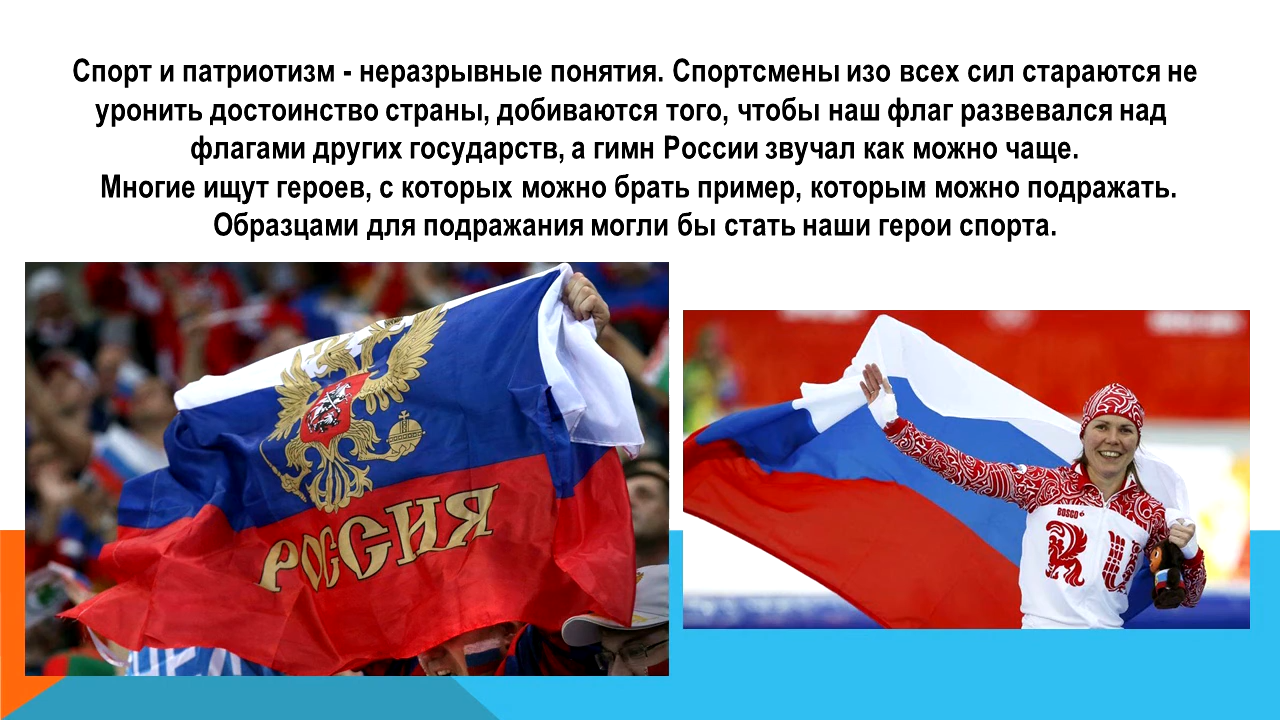 Спорт и патриотизм - неразрывные понятия. Спортсмены изо всех сил стараются не
уронить достоинство страны, добиваются того, чтобы наш флаг развевался над
флагами других государств, а гимн России звучал как можно чаще.
Многие ищут героев, с которых можно брать пример, которым можно подражать.
Образцами для подражания могли бы стать наши герои спорта.
РОССИЯ
BOSCO
RU